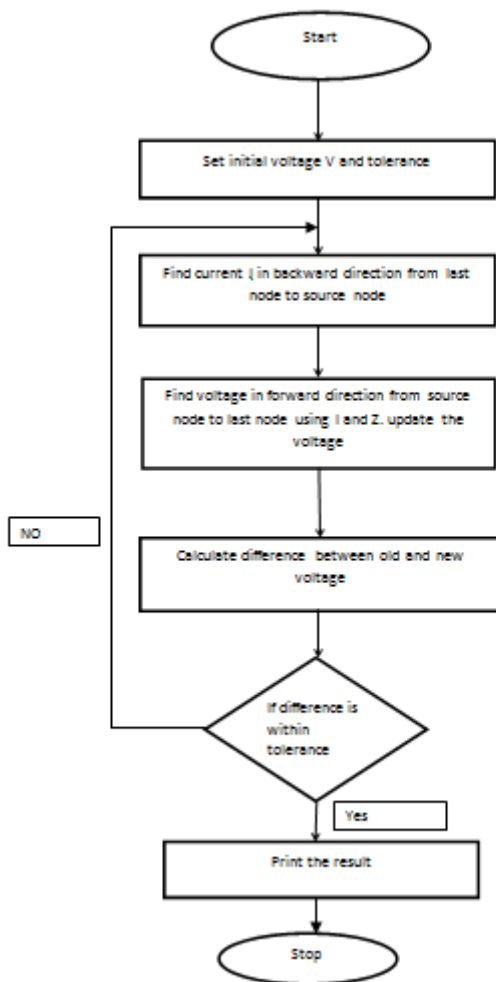 Start
Set initial voltage V and tolerance
Find current I, in backward direction from last
node to source node
Find voltage in forward direction from source
node to last node using I and Z. update the
voltage
NO
Calculate difference between old and new
voltage
If difference is
within
tolerance
Yes
Print the result
Stop